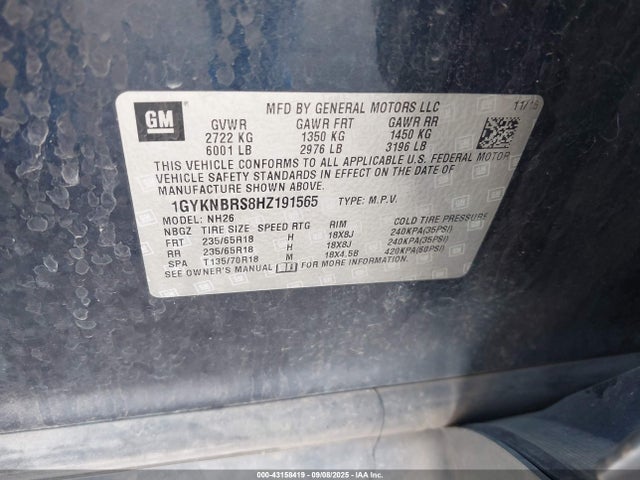 GM
MFD BY GENERAL MOTORS LLC 11/16
GVWR GAWR FRT GAWR RR
2722 KG 1350 KG 1450 KG
6001 LB 2976 LB 3196 LB
THIS VEHICLE CONFORMS TO ALL APPLICABLE U.S. FEDERAL MOTOR
VEHICLE SAFETY STANDARDS IN EFFECT ON THE DATE OF
MANUFACTURE SHOWN ABOVE.
1GYKNBRS8HZ191565 TYPE: M.P.V.
MODEL: NH26
NBGZ TIRE SIZE SPEED RTG RIM COLD TIRE PRESSURE
FRT 235/65R18 H 18X8J 240KPA(35PSI)
RR 235/65R18 H 18X8J 240KPA(35PSI)
SPA T135/70R18 M 18X4.5B 420KPA(60PSI)
SEE OWNER'S MANUAL FOR MORE INFORMATION.
000-43158419 - 09/08/2025 - iaai.com